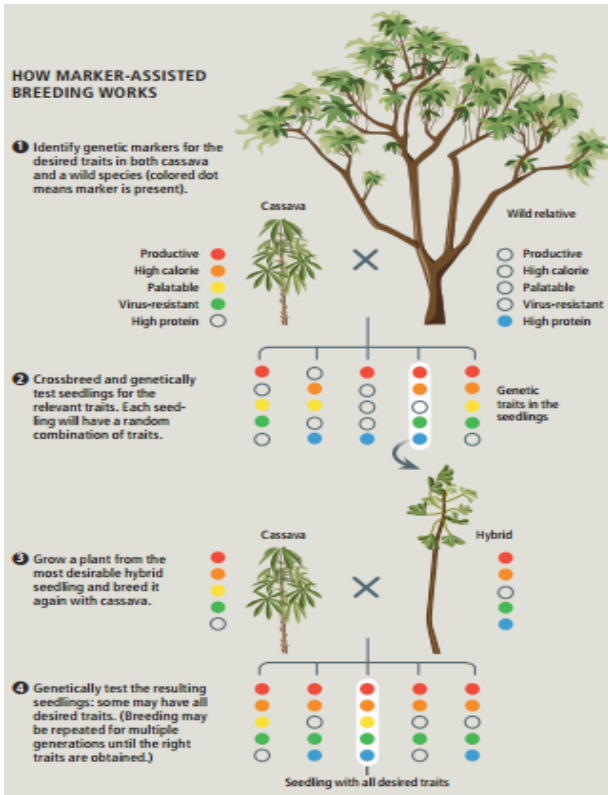 HOW MARKER-ASSISTED
BREEDING WORKS
1 Identify genetic markers for the
desired traits in both cassava
and a wild species (colored dot
means marker is present).
Cassava
Wild relative
Productive
High calorie
Palatable
Virus-resistant
High protein
Productive
High calorie
Palatable
Virus-resistant
High protein
2 Crossbreed and genetically
test seedlings for the
relevant traits. Each seed-
ling will have a random
combination of traits.
Genetic
traits in the
seedlings
Cassava
Hybrid
3 Grow a plant from the
most desirable hybrid
seedling and breed it
again with cassava.
4 Genetically test the resulting
seedlings: some may have all
desired traits. (Breeding may
be repeated for multiple
generations until the right
traits are obtained.)
Seedling with all desired traits